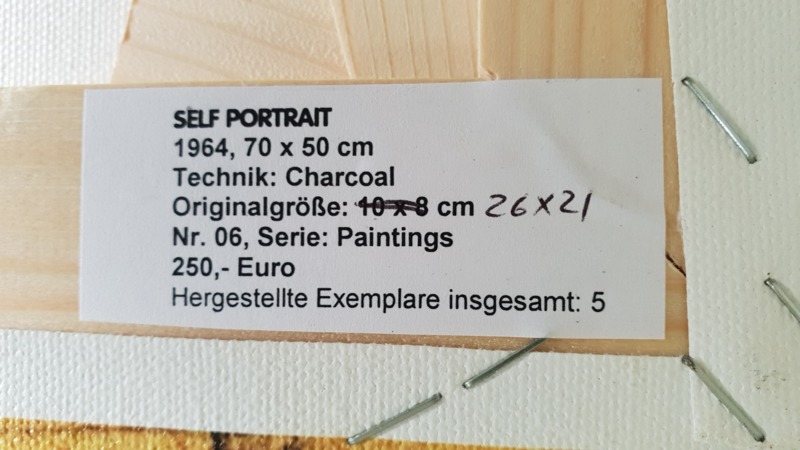 SELF PORTRAIT
1964, 70 x 50 cm
Technik: Charcoal
Originalgröße: 10 x 8 cm 26x21
Nr. 06, Serie: Paintings
250,- Euro
Hergestellte Exemplare insgesamt: 5